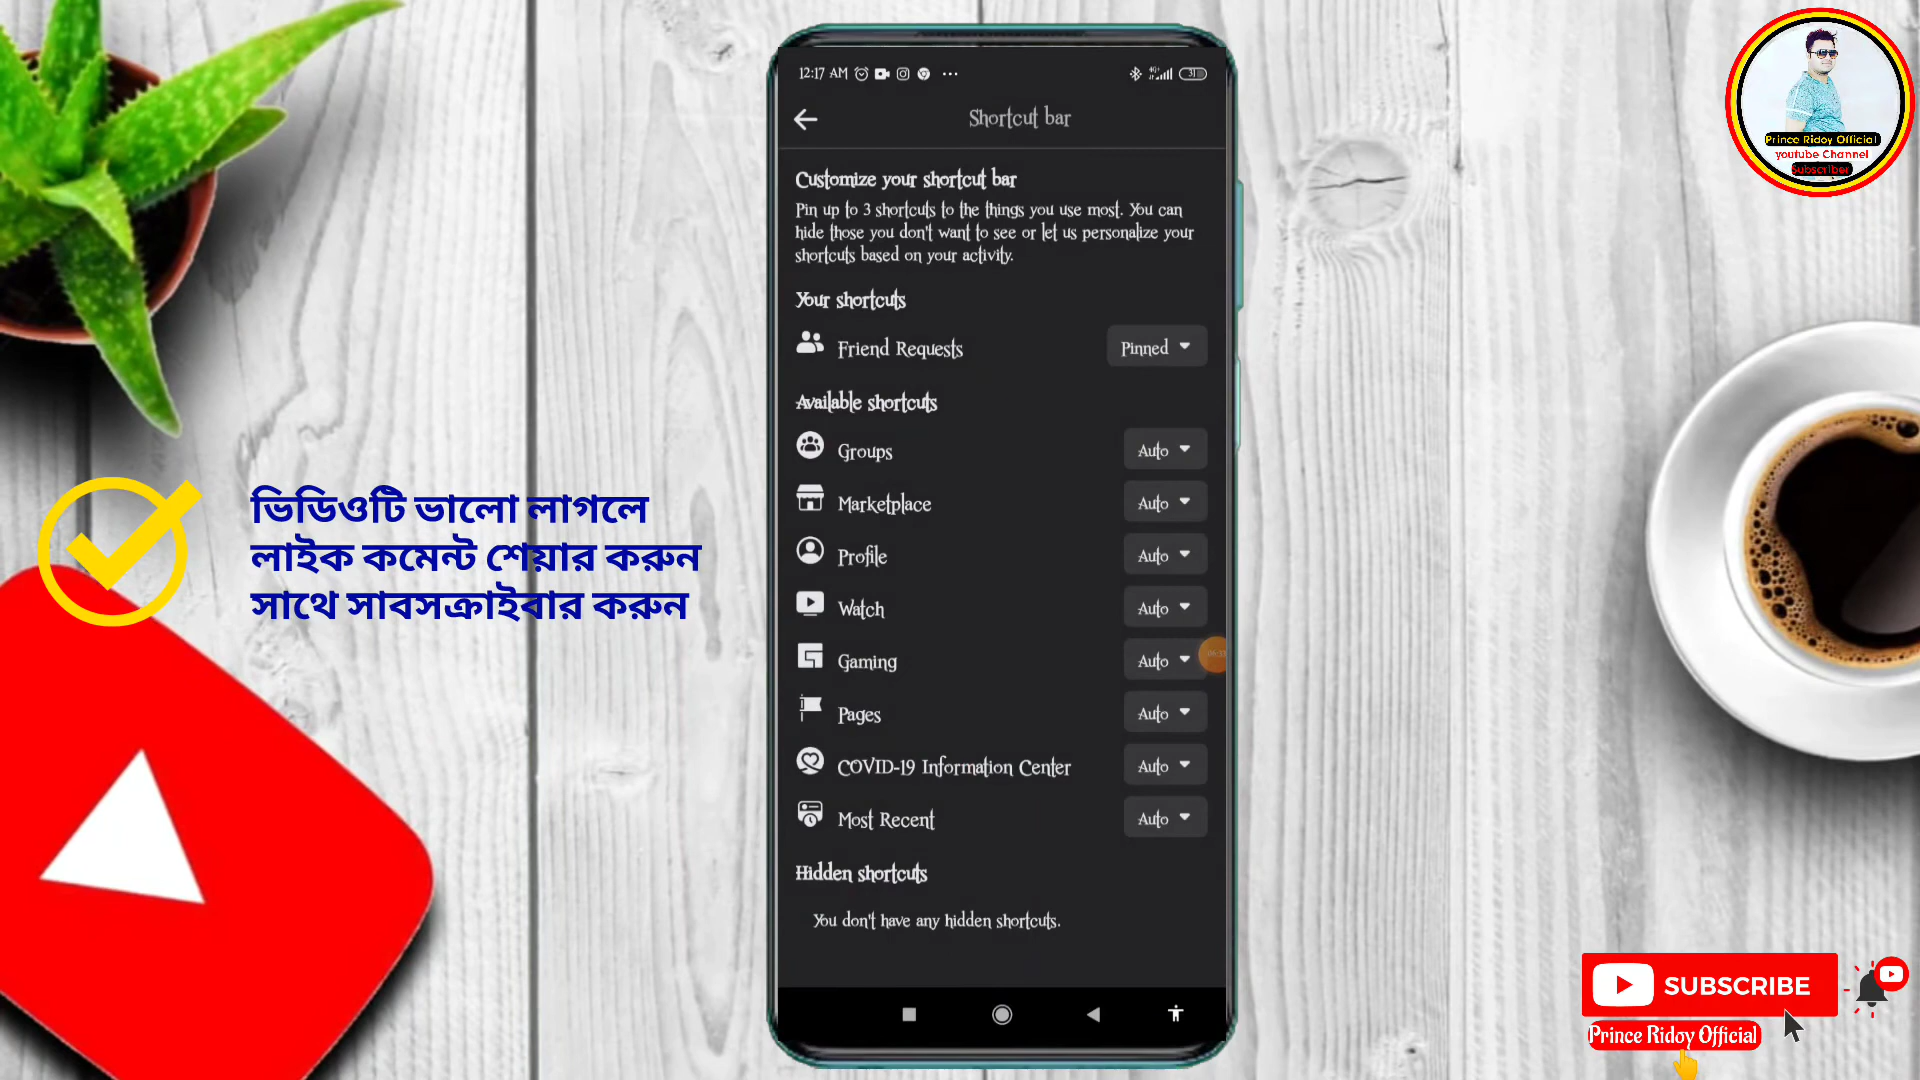 12:17 AM
31
Shortcut bar
Customize your shortcut bar
Pin up to 3 shortcuts to the things you use most. You can
hide those you don't want to see or let us personalize your
shortcuts based on your activity.
Your shortcuts
Friend Requests Pinned
Available shortcuts
Groups Auto
Marketplace Auto
Profile Auto
Watch Auto
Gaming Auto
Pages Auto
COVID-19 Information Center Auto
Most Recent Auto
Hidden shortcuts
You don't have any hidden shortcuts.
ভিডিওটি ভালো লাগলে
লাইক কমেন্ট শেয়ার করুন
সাথে সাবসক্রাইবার করুন
Prince Ridoy Official
youtube Channel
Subscriber
SUBSCRIBE
Prince Ridoy Official